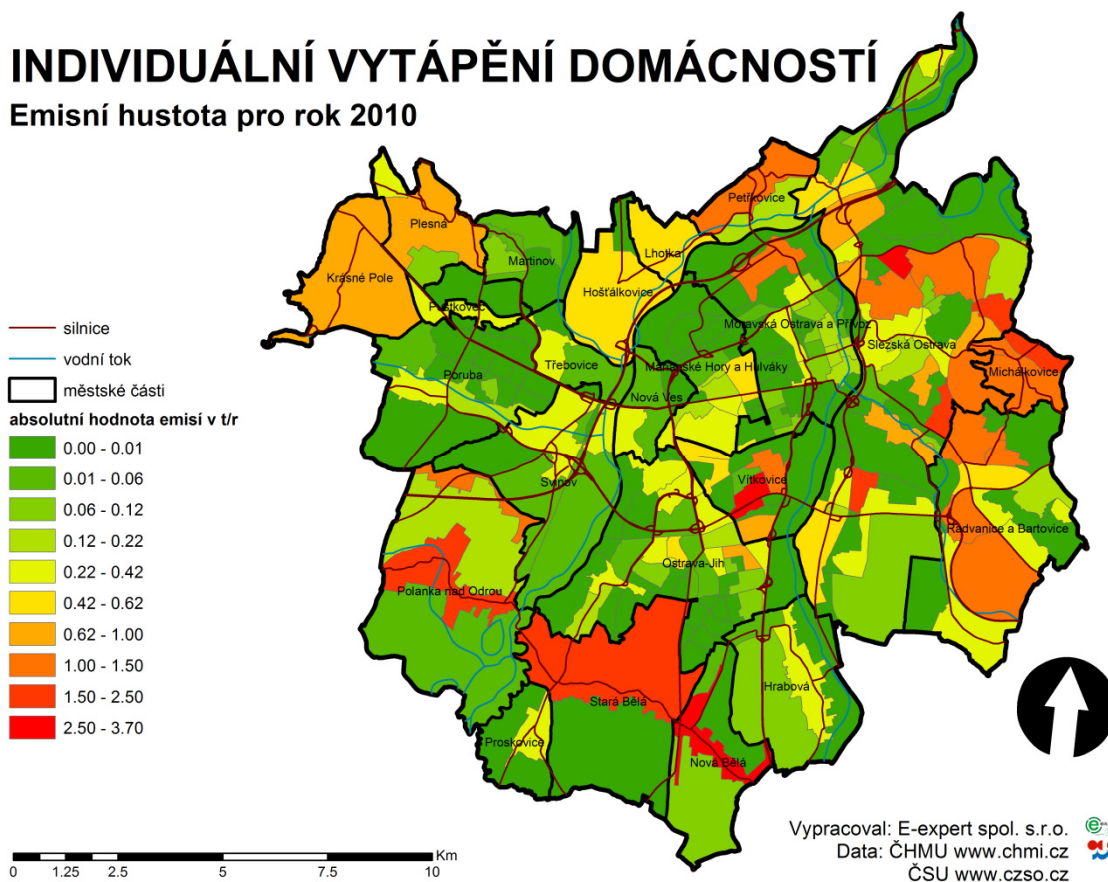 INDIVIDUÁLNÍ VYTÁPĚNÍ DOMÁCNOSTÍ
Emisní hustota pro rok 2010
Petřkovice
Plesná
Lhotka
Martinov
Krásné Pole
Hošťálkovice
Pustkovec
Moravská Ostrava a Přívoz
Slezská Ostrava
Třebovice
Mariánské Hory a Hulváky
Michálkovice
Poruba
Nová Ves
silnice
vodní tok
městské části
absolutní hodnota emisí v t/r
0.00 - 0.01
0.01 - 0.06
0.06 - 0.12
0.12 - 0.22
0.22 - 0.42
0.42 - 0.62
0.62 - 1.00
1.00 - 1.50
1.50 - 2.50
2.50 - 3.70
Svinov
Vítkovice
Radvanice a Bartovice
Ostrava-Jih
Polanka nad Odrou
Hrabová
Stará Bělá
Proskovice
Nová Bělá
Vypracoval: E-expert spol. s.r.o.
Data: ČHMU www.chmi.cz
ČSU www.czso.cz
Km
0 1.25 2.5 5 7.5 10